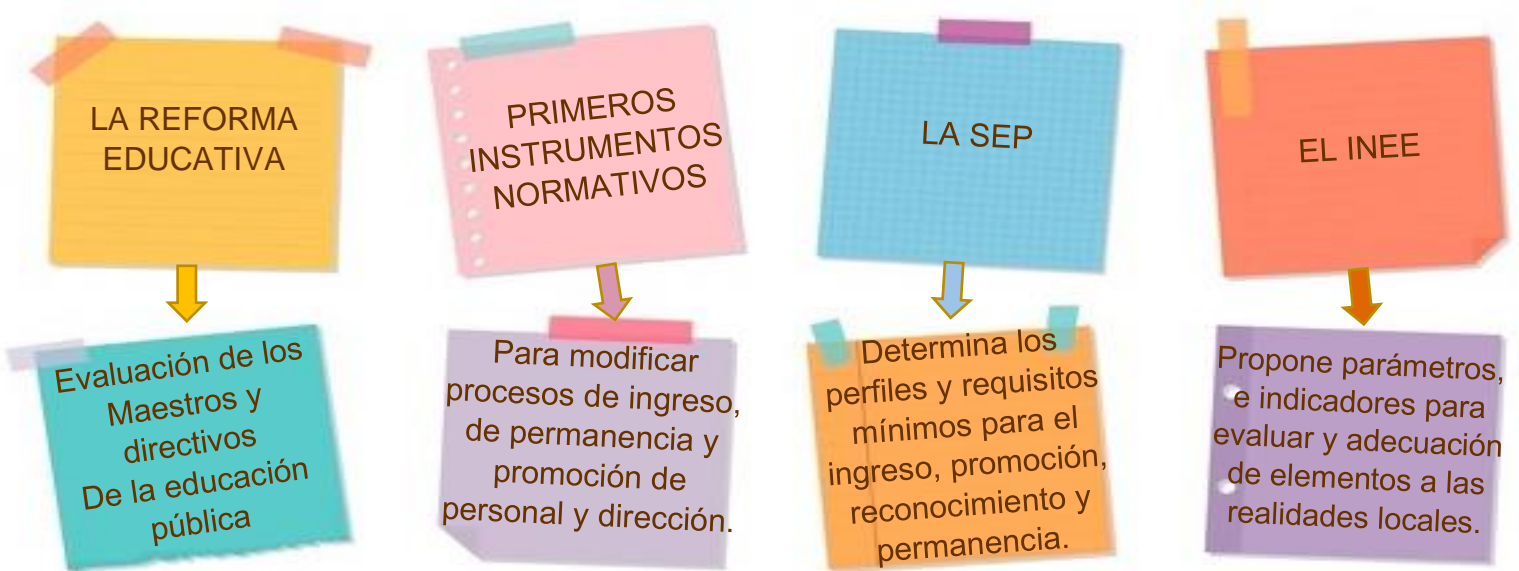 LA REFORMA
EDUCATIVA
PRIMEROS
INSTRUMENTOS
NORMATIVOS
LA SEP
EL INEE
Evaluación de los
Maestros y
directivos
De la educación
pública
Para modificar
procesos de ingreso,
de permanencia y
promoción de
personal y dirección.
Determina los
perfiles y requisitos
mínimos para el
ingreso, promoción,
reconocimiento y
permanencia.
Propone parámetros,
e indicadores para
evaluar y adecuación
de elementos a las
realidades locales.